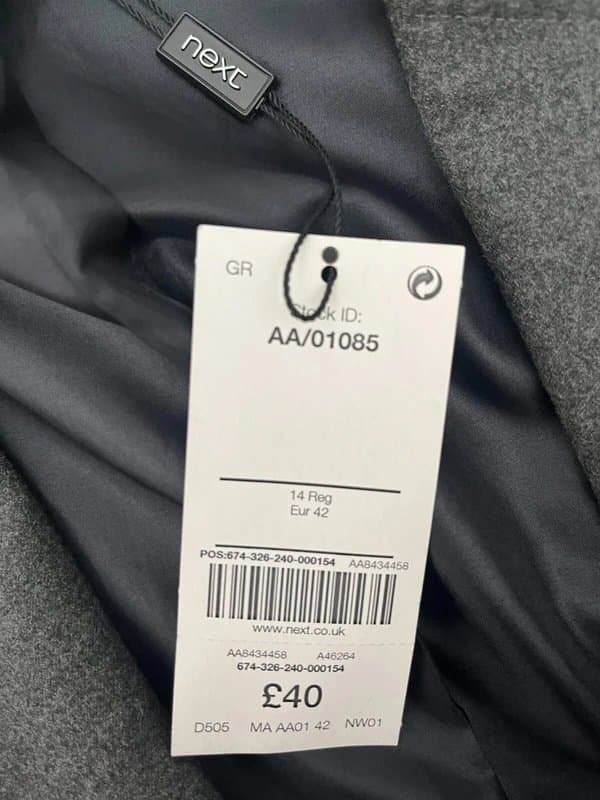 next
GR
Stock ID:
AA/01085
14 Reg
Eur 42
POS:674-326-240-000154 AA8434458
www.next.co.uk
AA8434458 A46264
674-326-240-000154
£40
D505 MA AA01 42 NW01